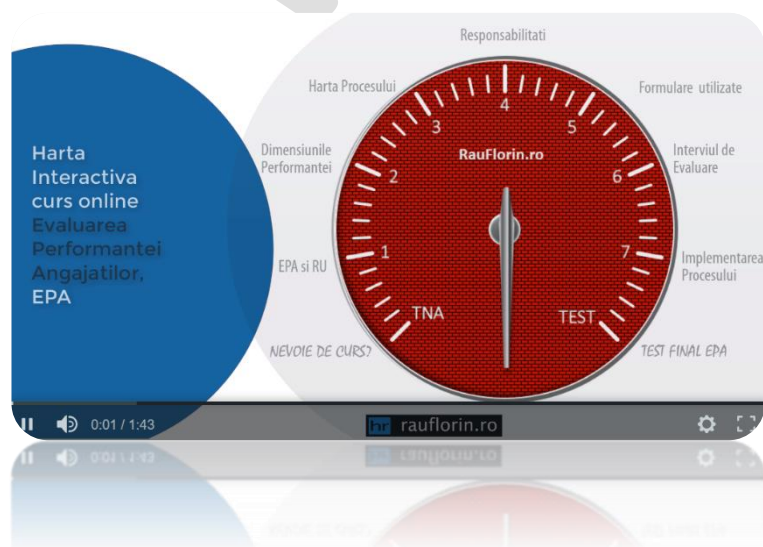 Harta
Interactiva
curs online
Evaluarea
Performantei
Angajatilor,
EPA
Responsabilitati
Harta Procesului
Formulare utilizate
Dimensiunile
Performantei
Interviul de
Evaluare
EPA si RU
Implementarea
Procesului
NEVOIE DE CURS?
TEST FINAL EPA
4
3
5
RauFlorin.ro
2
6
1
7
TNA
TEST
0:01 / 1:43
hr rauflorin.ro